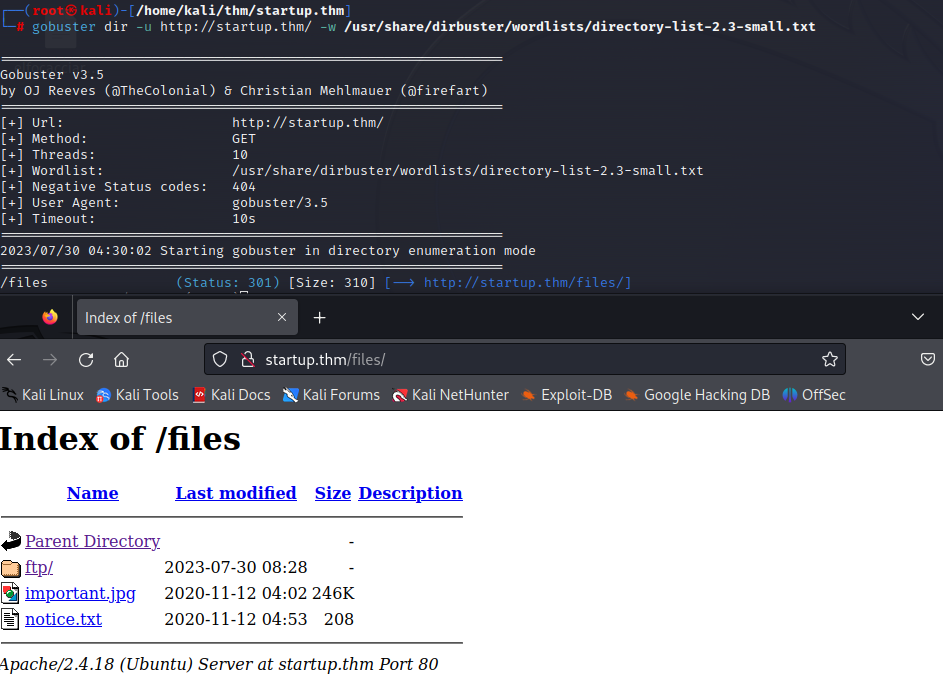 (root㉿kali)-[/home/kali/thm/startup.thm]
# gobuster dir -u http://startup.thm/ -w /usr/share/dirbuster/wordlists/directory-list-2.3-small.txt
===============================================================
Gobuster v3.5
by OJ Reeves (@TheColonial) & Christian Mehlmauer (@firefart)
===============================================================
[+] Url: http://startup.thm/
[+] Method: GET
[+] Threads: 10
[+] Wordlist: /usr/share/dirbuster/wordlists/directory-list-2.3-small.txt
[+] Negative Status codes: 404
[+] User Agent: gobuster/3.5
[+] Timeout: 10s
===============================================================
2023/07/30 04:30:02 Starting gobuster in directory enumeration mode
===============================================================
/files (Status: 301) [Size: 310] [--> http://startup.thm/files/]
Index of /files
startup.thm/files/
Kali Linux Kali Tools Kali Docs Kali Forums Kali NetHunter Exploit-DB Google Hacking DB OffSec
Index of /files
Name Last modified Size Description
Parent Directory -
ftp/ 2023-07-30 08:28 -
important.jpg 2020-11-12 04:02 246K
notice.txt 2020-11-12 04:53 208
Apache/2.4.18 (Ubuntu) Server at startup.thm Port 80